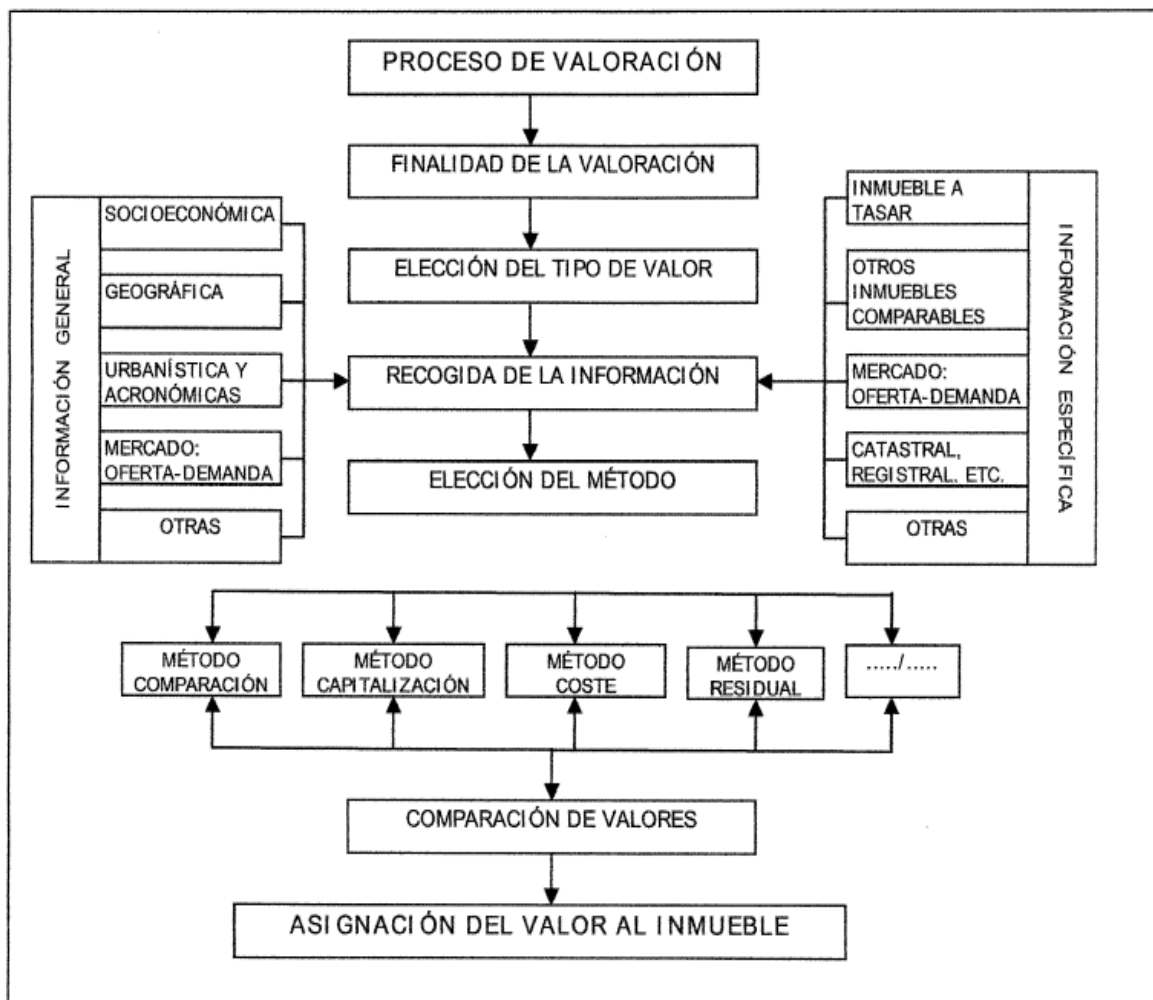 PROCESO DE VALORACIÓN
FINALIDAD DE LA VALORACIÓN
ELECCIÓN DEL TIPO DE VALOR
RECOGIDA DE LA INFORMACIÓN
ELECCIÓN DEL MÉTODO
INFORMACIÓN GENERAL
SOCIOECONÓMICA
GEOGRÁFICA
URBANÍSTICA Y
ACRONÓMICAS
MERCADO:
OFERTA-DEMANDA
OTRAS
INMUEBLE A
TASAR
OTROS
INMUEBLES
COMPARABLES
MERCADO:
OFERTA-DEMANDA
CATASTRAL,
REGISTRAL. ETC.
OTRAS
INFORMACIÓN ESPECÍFICA
MÉTODO
COMPARACIÓN
MÉTODO
CAPITALIZACIÓN
MÉTODO
COSTE
MÉTODO
RESIDUAL
...../.....
COMPARACIÓN DE VALORES
ASIGNACIÓN DEL VALOR AL INMUEBLE